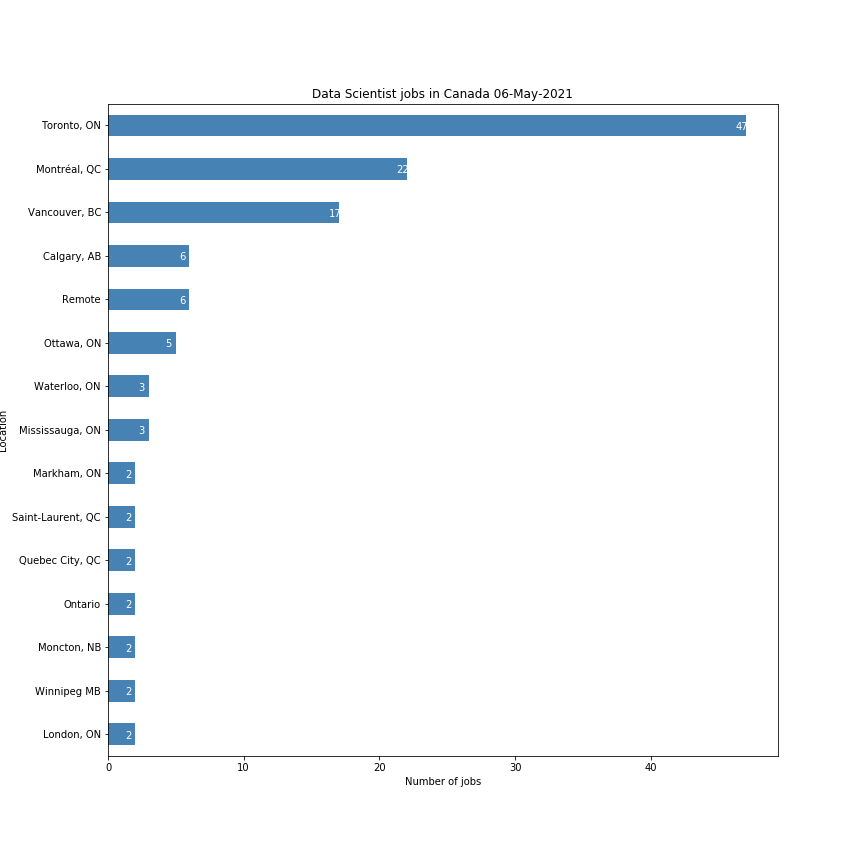 Data Scientist jobs in Canada 06-May-2021
Toronto, ON 47
Montréal, QC 22
Vancouver, BC 17
Calgary, AB 6
Remote 6
Ottawa, ON 5
Waterloo, ON 3
Location
Mississauga, ON 3
Markham, ON 2
Saint-Laurent, QC 2
Quebec City, QC 2
Ontario 2
Moncton, NB 2
Winnipeg MB 2
London, ON 2
0 10 20 30 40
Number of jobs